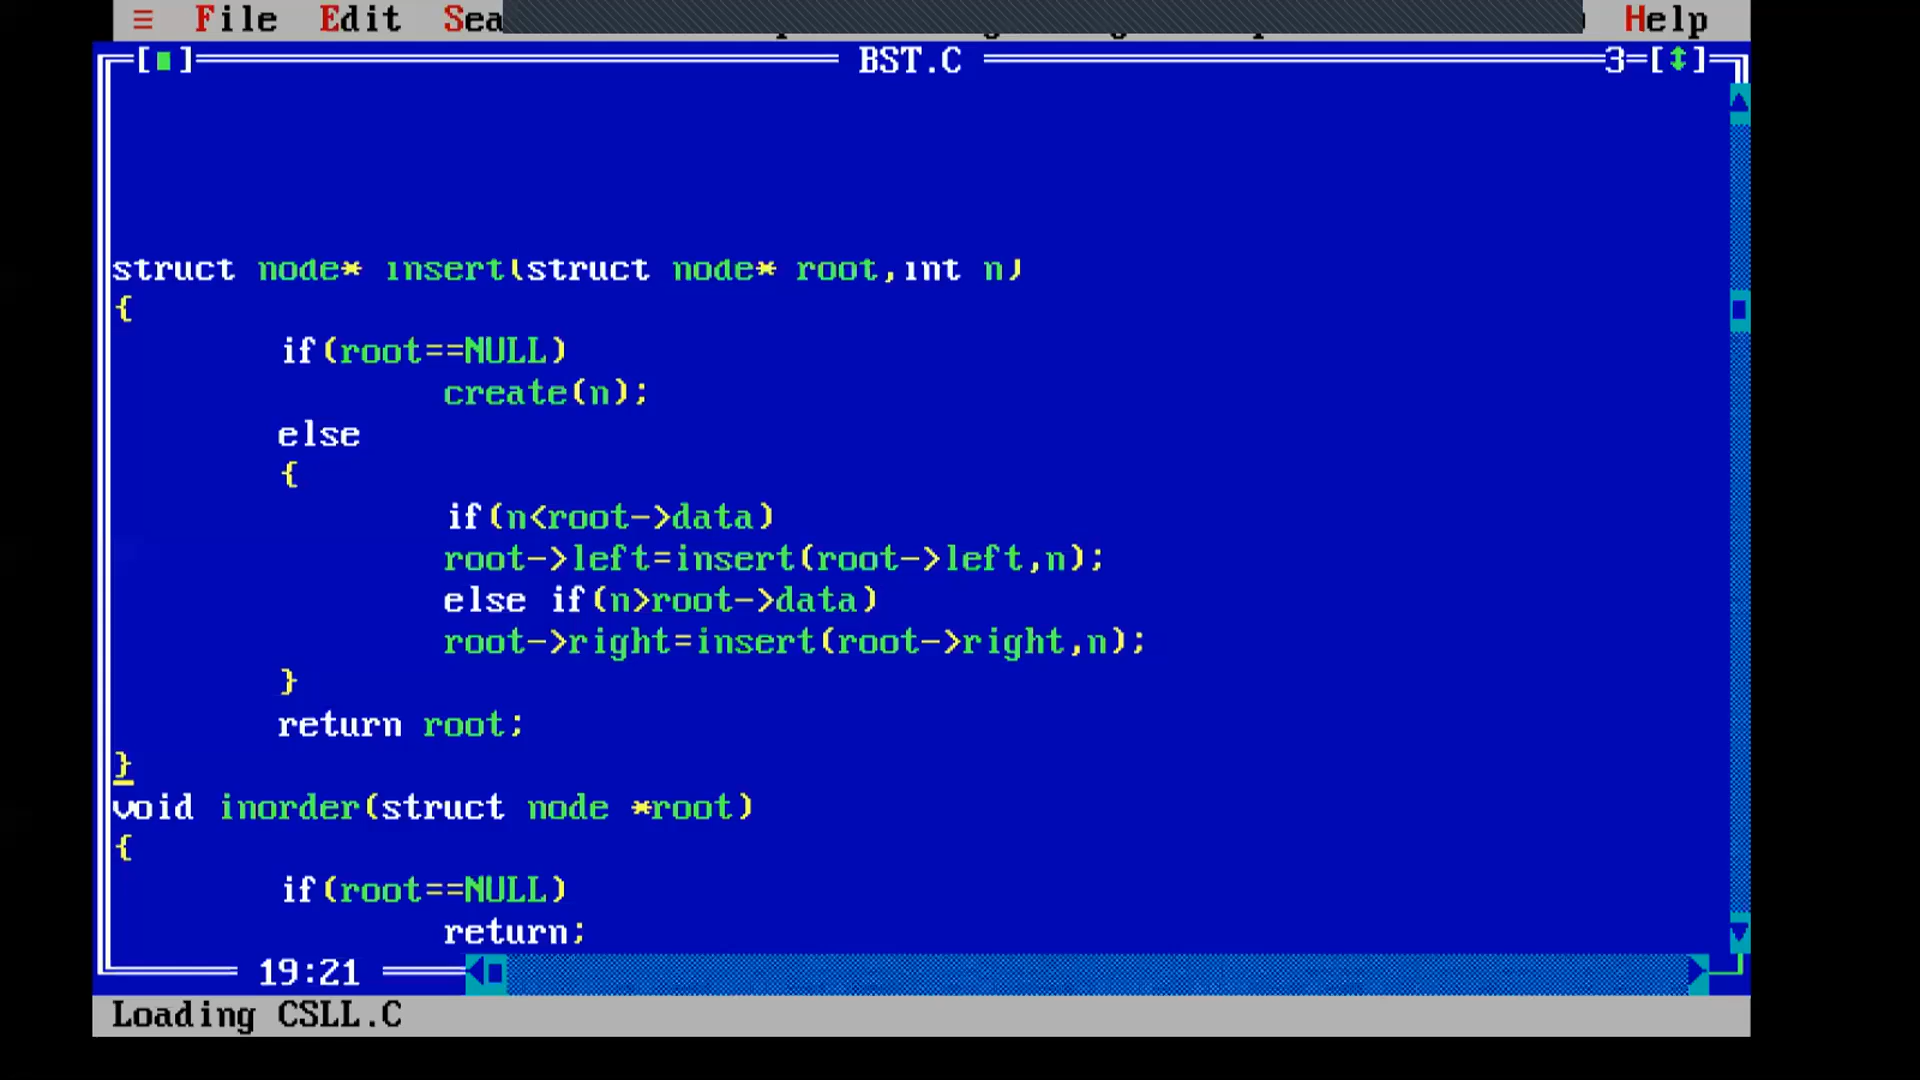 ≡ File Edit Sea Help
[■] BST.C 3=[↕]
struct node* insert(struct node* root,int n)
{
if(root==NULL)
create(n);
else
{
if(n<root->data)
root->left=insert(root->left,n);
else if(n>root->data)
root->right=insert(root->right,n);
}
return root;
}
void inorder(struct node *root)
{
if(root==NULL)
return;
19:21
Loading CSLL.C